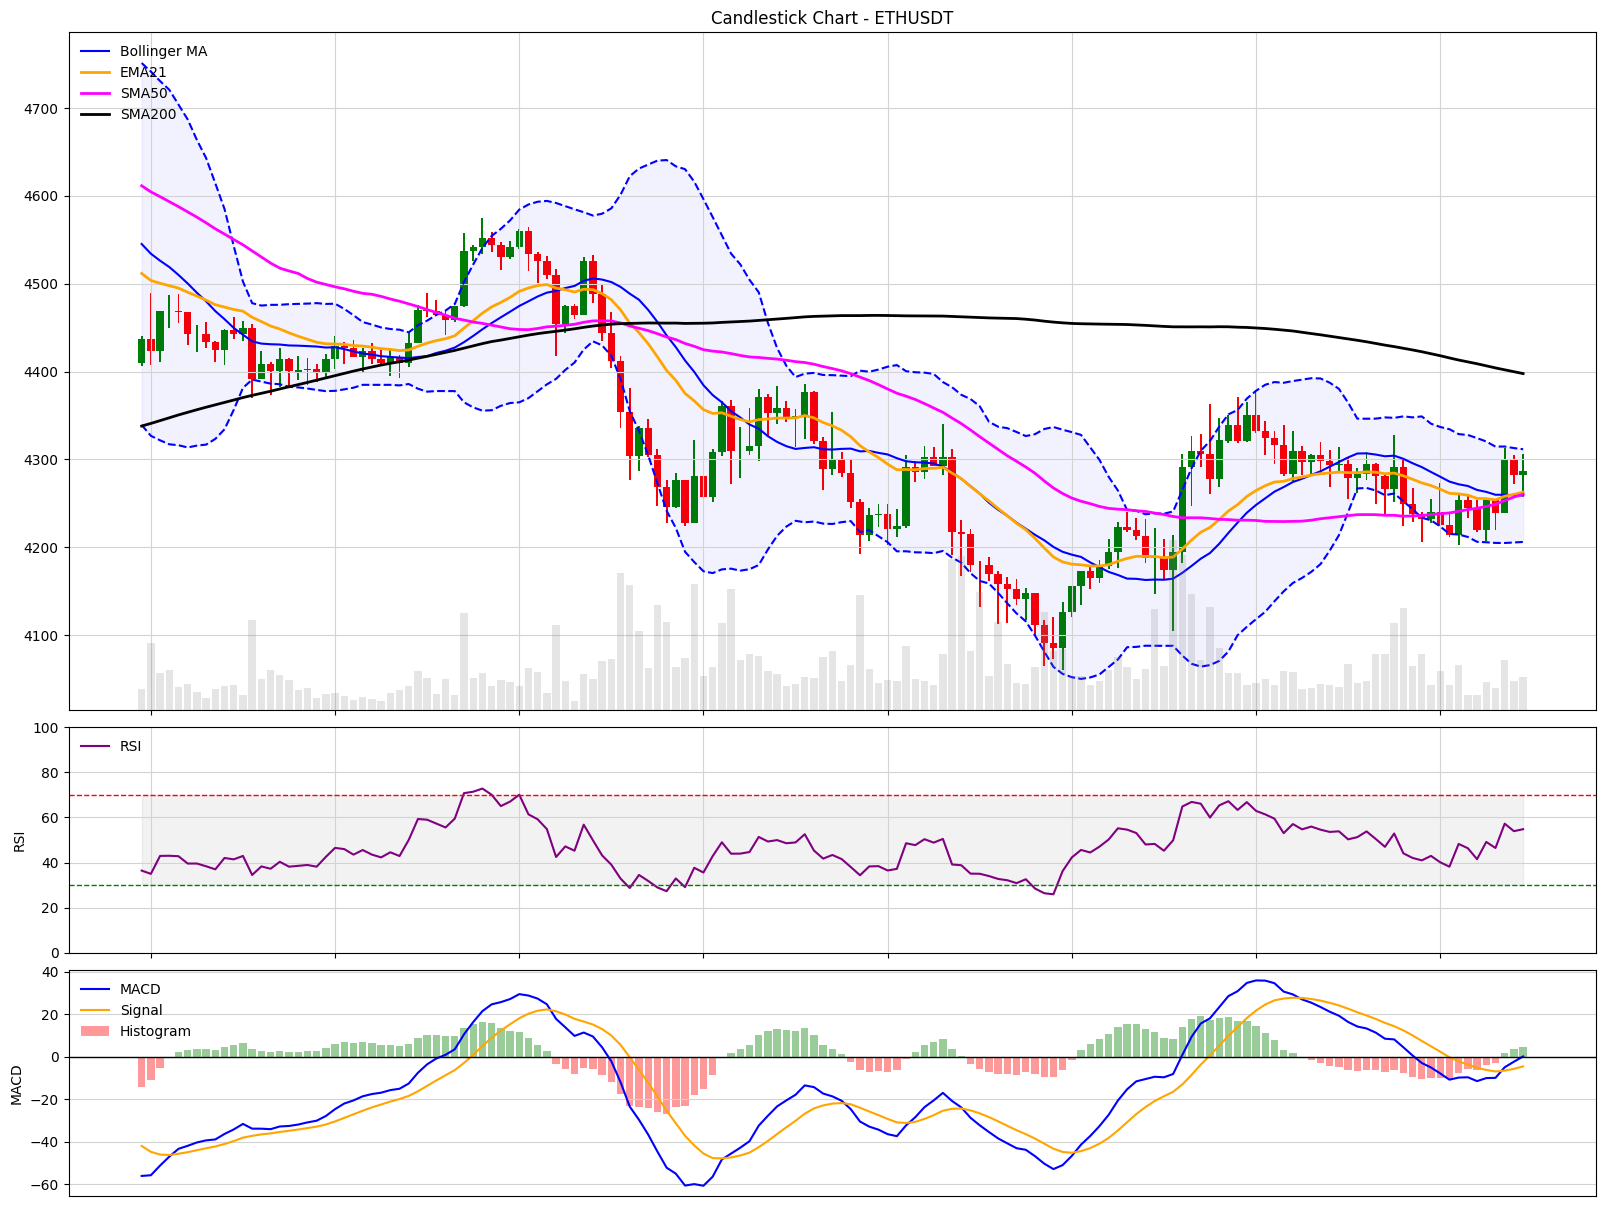 Candlestick Chart - ETHUSDT
Bollinger MA
EMA21
SMA50
SMA200
4700
4600
4500
4400
4300
4200
4100
RSI
100
80
60
40
20
0
RSI
MACD
Signal
Histogram
40
20
0
−20
−40
−60
MACD